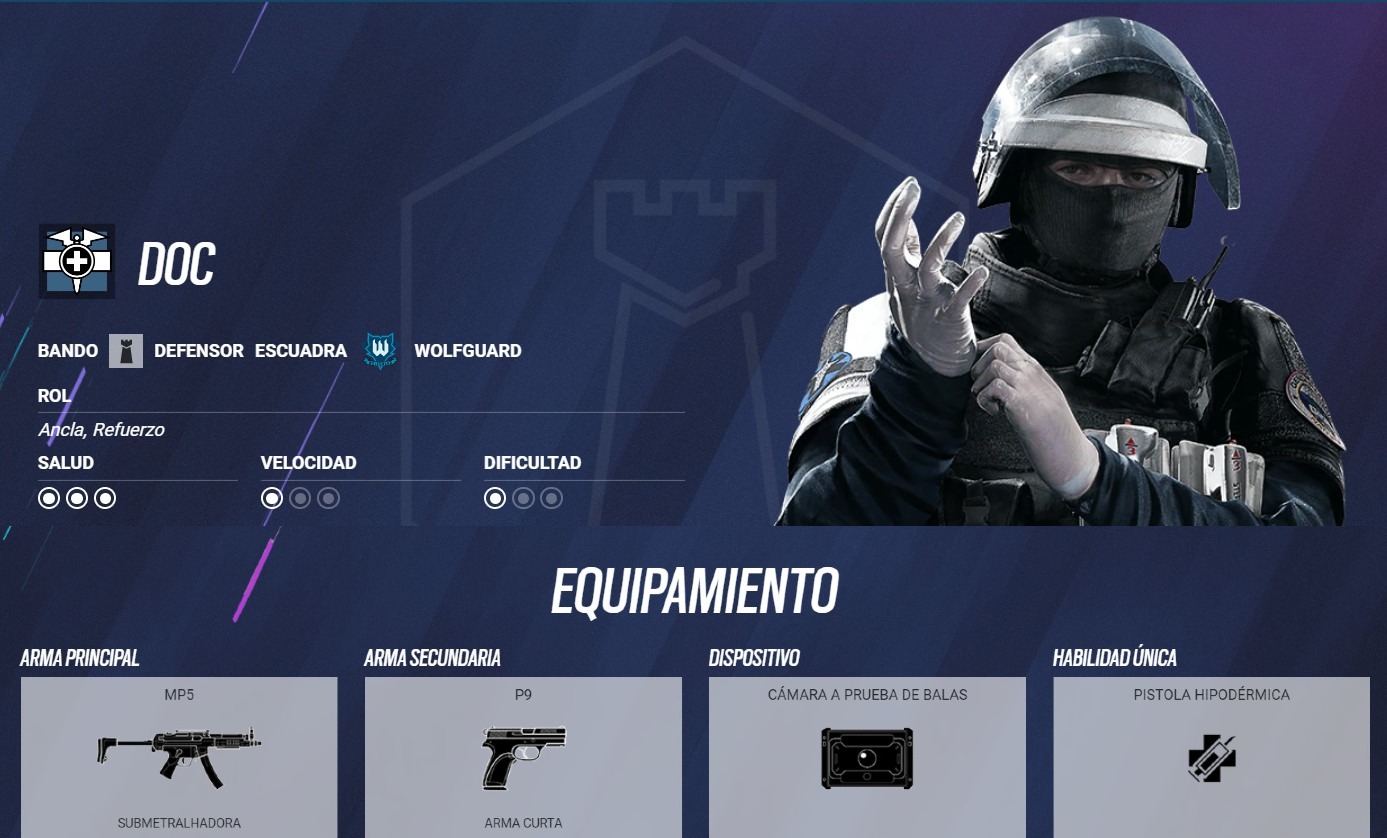 DOC
BANDO DEFENSOR ESCUADRA WOLFGUARD
ROL
Ancla, Refuerzo
SALUD VELOCIDAD DIFICULTAD
EQUIPAMIENTO
ARMA PRINCIPAL ARMA SECUNDARIA DISPOSITIVO HABILIDAD ÚNICA
MP5 P9 CÁMARA A PRUEBA DE BALAS PISTOLA HIPODÉRMICA
SUBMETRALHADORA ARMA CURTA